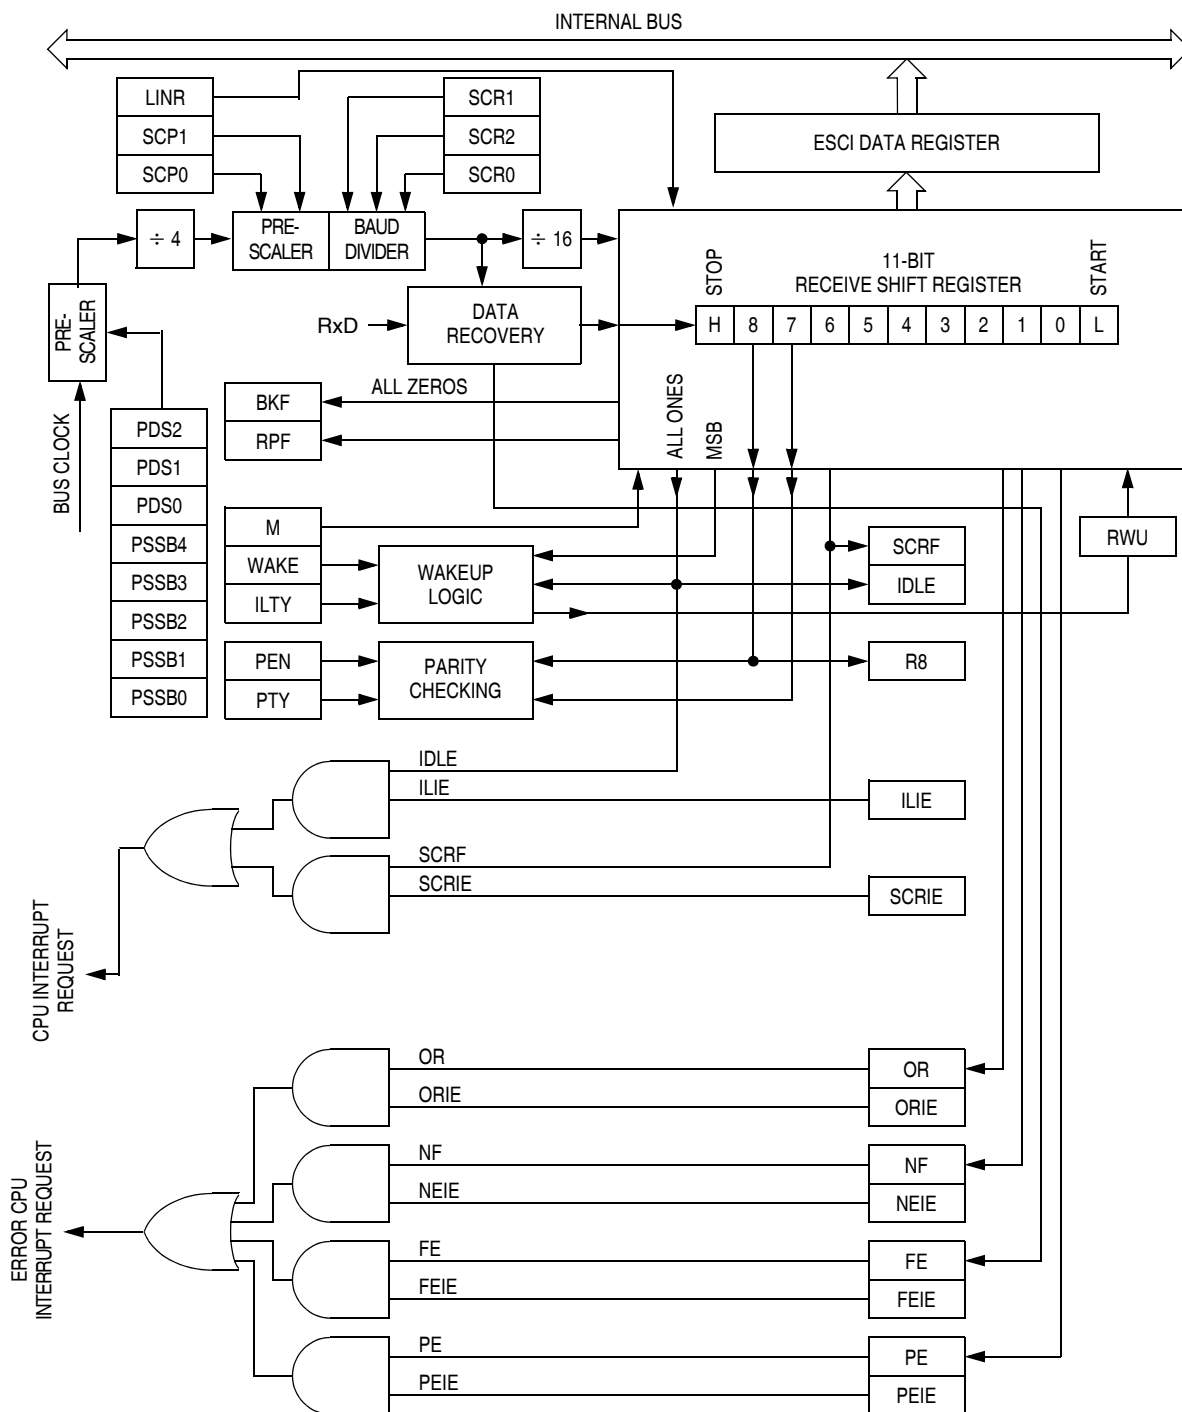 INTERNAL BUS
LINR
SCP1
SCP0
SCR1
SCR2
SCR0
ESCI DATA REGISTER
÷ 4
PRE-
SCALER
BAUD
DIVIDER
÷ 16
PRE-
SCALER
BUS CLOCK
RxD
DATA
RECOVERY
STOP
11-BIT
RECEIVE SHIFT REGISTER
START
H 8 7 6 5 4 3 2 1 0 L
ALL ZEROS
BKF
RPF
ALL ONES
MSB
PDS2
PDS1
PDS0
PSSB4
PSSB3
PSSB2
PSSB1
PSSB0
M
WAKE
ILTY
WAKEUP
LOGIC
SCRF
IDLE
RWU
PEN
PTY
PARITY
CHECKING
R8
IDLE
ILIE
ILIE
SCRF
SCRIE
SCRIE
CPU INTERRUPT
REQUEST
OR
ORIE
OR
ORIE
NF
NEIE
NF
NEIE
ERROR CPU
INTERRUPT REQUEST
FE
FEIE
FE
FEIE
PE
PEIE
PE
PEIE